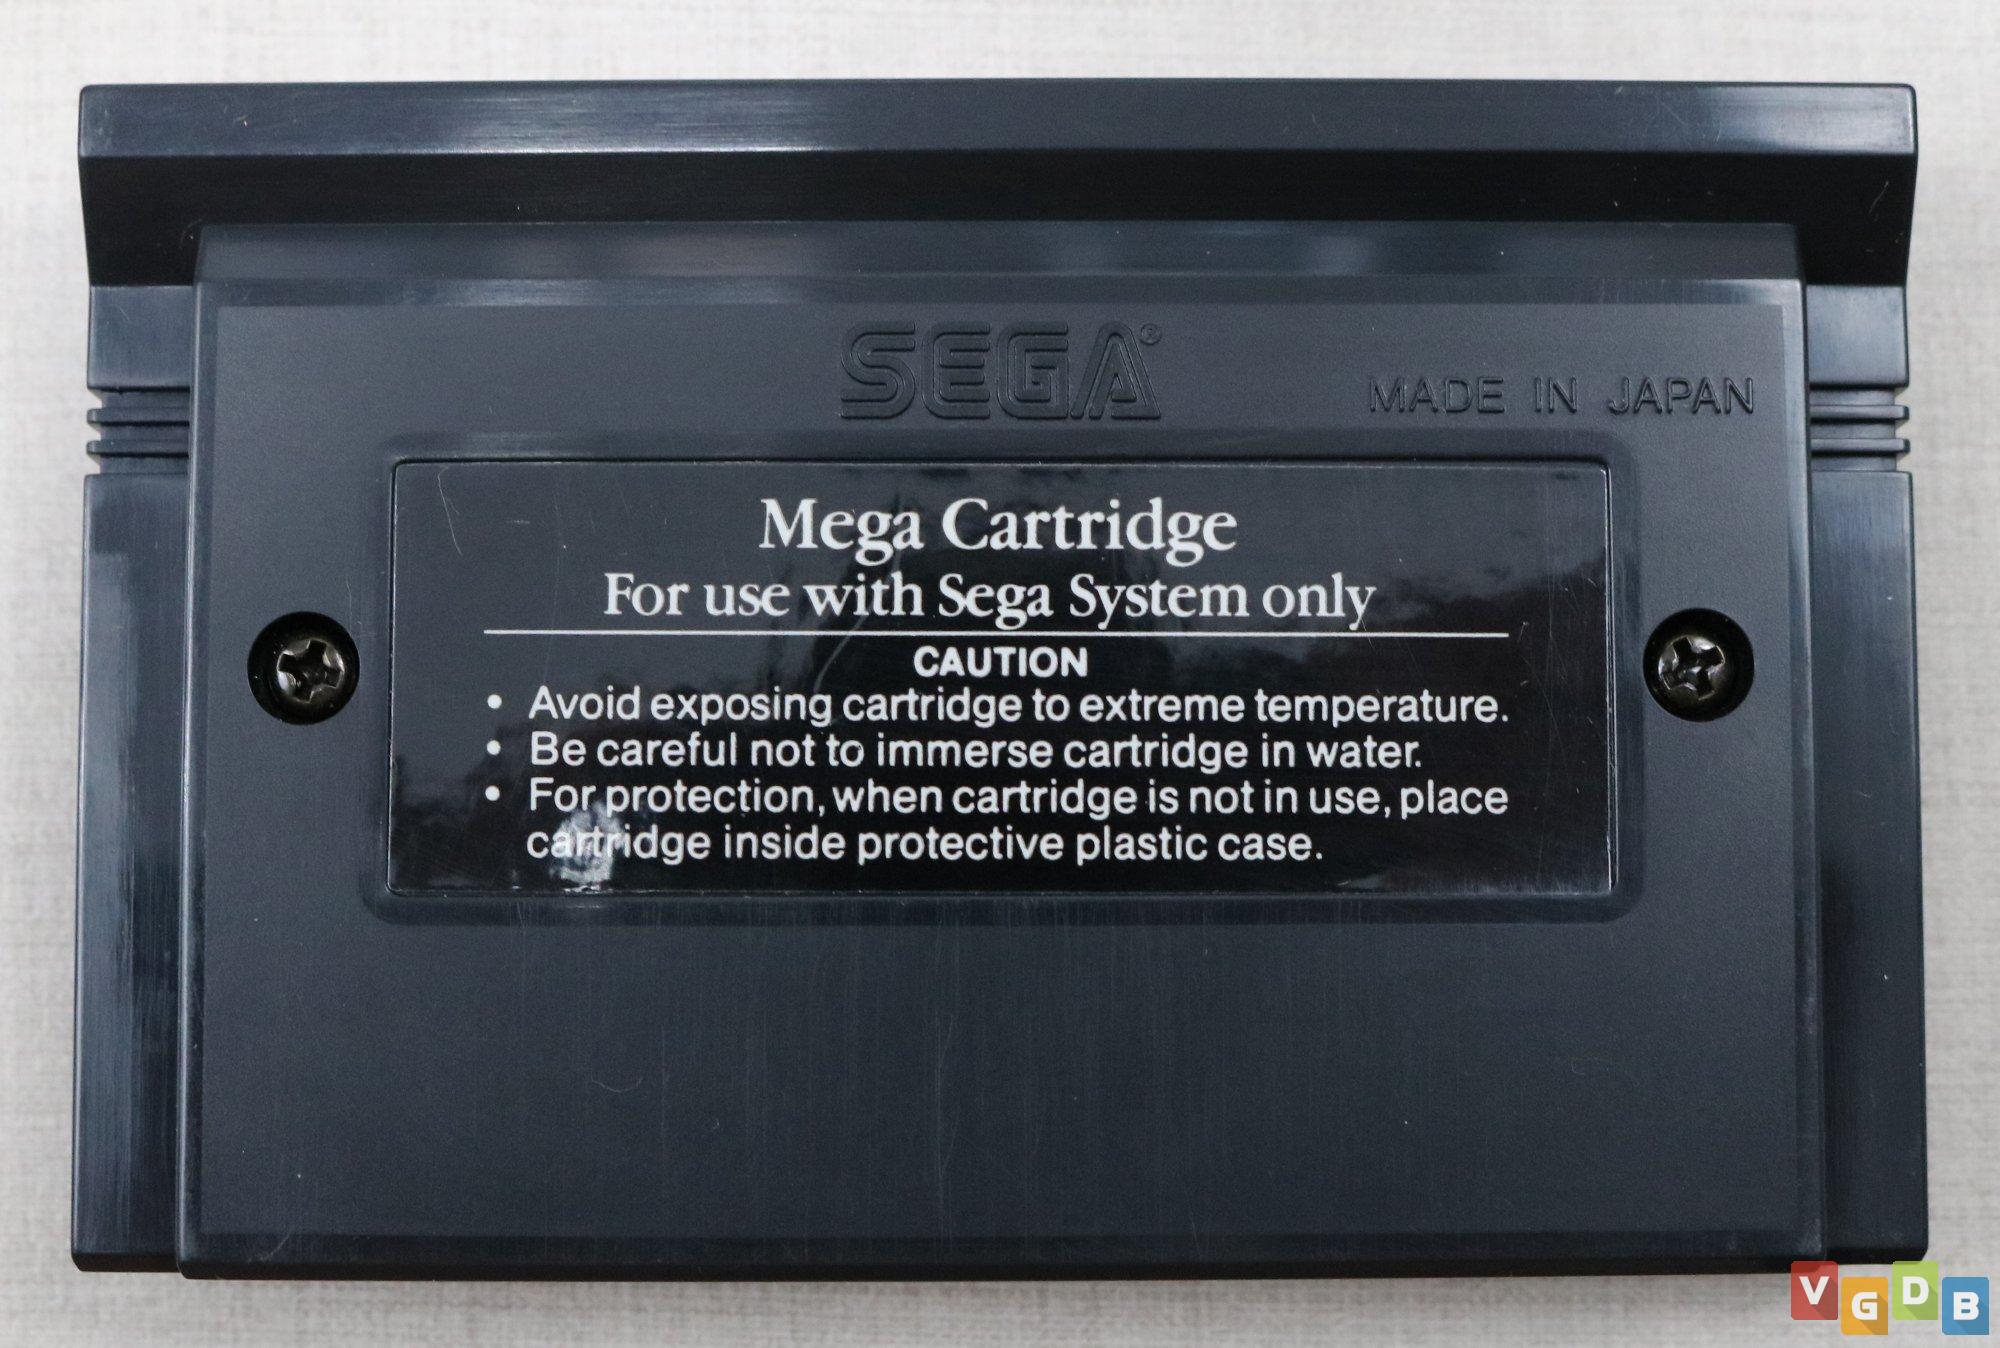 SEGA®
MADE IN JAPAN
Mega Cartridge
For use with Sega System only
CAUTION
• Avoid exposing cartridge to extreme temperature.
• Be careful not to immerse cartridge in water.
• For protection, when cartridge is not in use, place
cartridge inside protective plastic case.
VGDB